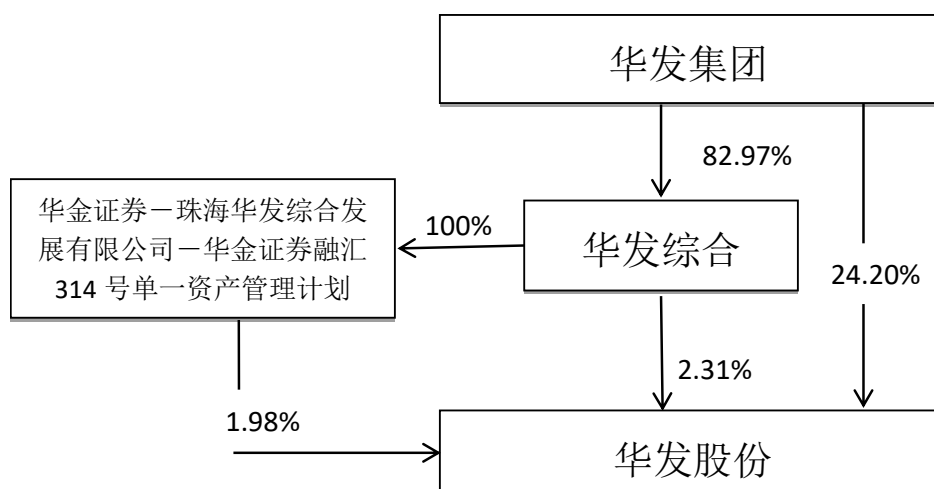 华发集团
82.97%
华金证券－珠海华发综合发
展有限公司－华金证券融汇
314 号单一资产管理计划
100%
华发综合
24.20%
2.31%
1.98%
华发股份